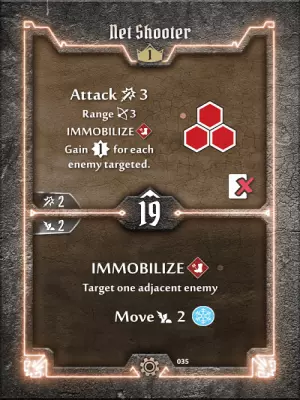 Net Shooter
1
Attack 3
Range 3
IMMOBILIZE
Gain 1 for each
enemy targeted.
2
19
2
IMMOBILIZE
Target one adjacent enemy
Move 2
035